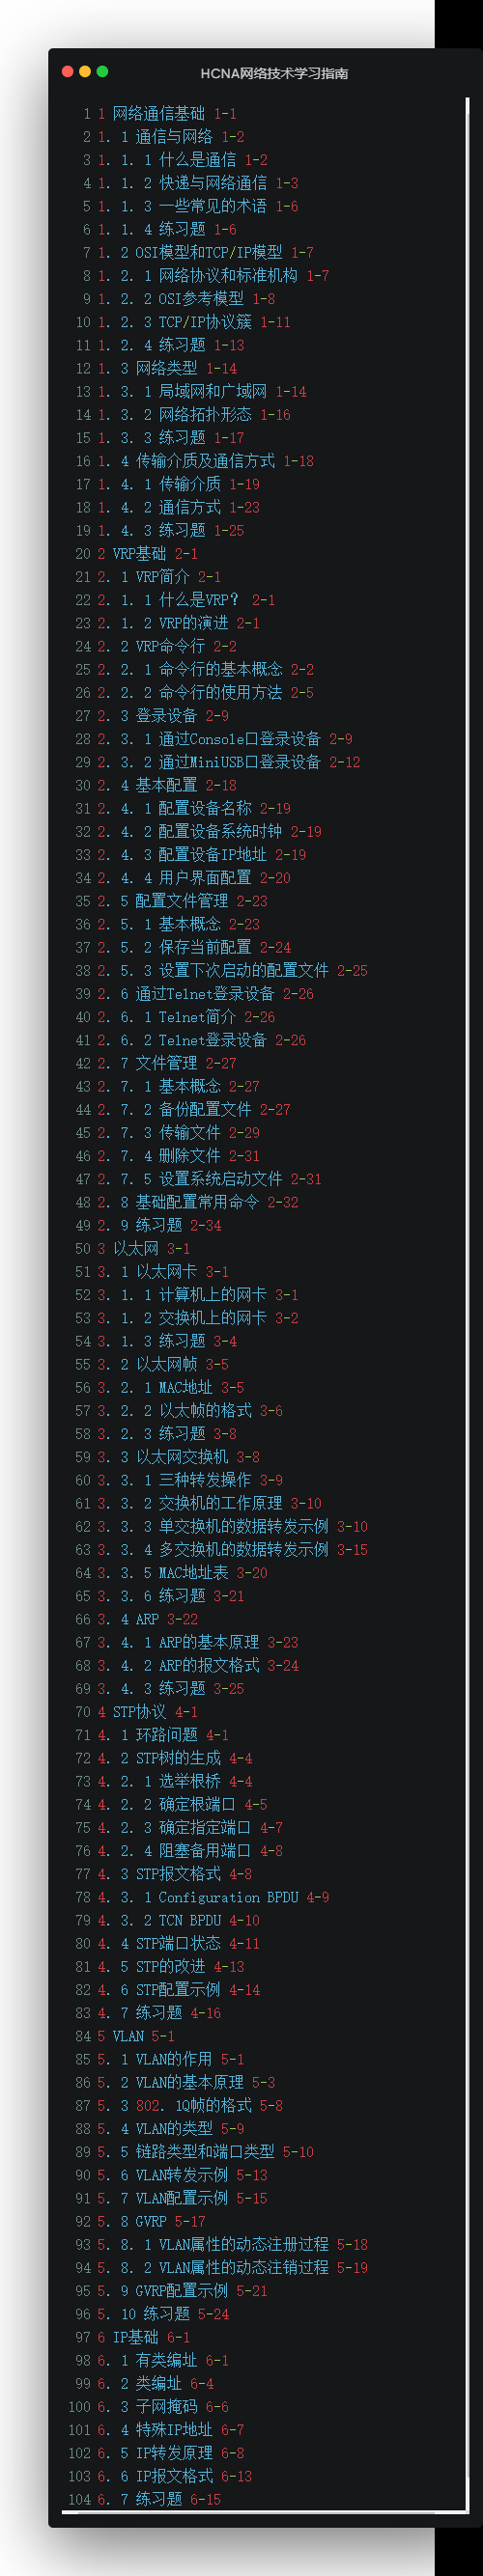 HCNA网络技术学习指南
1 1 网络通信基础 1-1
2 1. 1 通信与网络 1-2
3 1. 1. 1 什么是通信 1-2
4 1. 1. 2 快递与网络通信 1-3
5 1. 1. 3 一些常见的术语 1-6
6 1. 1. 4 练习题 1-6
7 1. 2 OSI模型和TCP/IP模型 1-7
8 1. 2. 1 网络协议和标准机构 1-7
9 1. 2. 2 OSI参考模型 1-8
10 1. 2. 3 TCP/IP协议簇 1-11
11 1. 2. 4 练习题 1-13
12 1. 3 网络类型 1-14
13 1. 3. 1 局域网和广域网 1-14
14 1. 3. 2 网络拓扑形态 1-16
15 1. 3. 3 练习题 1-17
16 1. 4 传输介质及通信方式 1-18
17 1. 4. 1 传输介质 1-19
18 1. 4. 2 通信方式 1-23
19 1. 4. 3 练习题 1-25
20 2 VRP基础 2-1
21 2. 1 VRP简介 2-1
22 2. 1. 1 什么是VRP？ 2-1
23 2. 1. 2 VRP的演进 2-1
24 2. 2 VRP命令行 2-2
25 2. 2. 1 命令行的基本概念 2-2
26 2. 2. 2 命令行的使用方法 2-5
27 2. 3 登录设备 2-9
28 2. 3. 1 通过Console口登录设备 2-9
29 2. 3. 2 通过MiniUSB口登录设备 2-12
30 2. 4 基本配置 2-18
31 2. 4. 1 配置设备名称 2-19
32 2. 4. 2 配置设备系统时钟 2-19
33 2. 4. 3 配置设备IP地址 2-19
34 2. 4. 4 用户界面配置 2-20
35 2. 5 配置文件管理 2-23
36 2. 5. 1 基本概念 2-23
37 2. 5. 2 保存当前配置 2-24
38 2. 5. 3 设置下次启动的配置文件 2-25
39 2. 6 通过Telnet登录设备 2-26
40 2. 6. 1 Telnet简介 2-26
41 2. 6. 2 Telnet登录设备 2-26
42 2. 7 文件管理 2-27
43 2. 7. 1 基本概念 2-27
44 2. 7. 2 备份配置文件 2-27
45 2. 7. 3 传输文件 2-29
46 2. 7. 4 删除文件 2-31
47 2. 7. 5 设置系统启动文件 2-31
48 2. 8 基础配置常用命令 2-32
49 2. 9 练习题 2-34
50 3 以太网 3-1
51 3. 1 以太网卡 3-1
52 3. 1. 1 计算机上的网卡 3-1
53 3. 1. 2 交换机上的网卡 3-2
54 3. 1. 3 练习题 3-4
55 3. 2 以太网帧 3-5
56 3. 2. 1 MAC地址 3-5
57 3. 2. 2 以太帧的格式 3-6
58 3. 2. 3 练习题 3-8
59 3. 3 以太网交换机 3-8
60 3. 3. 1 三种转发操作 3-9
61 3. 3. 2 交换机的工作原理 3-10
62 3. 3. 3 单交换机的数据转发示例 3-10
63 3. 3. 4 多交换机的数据转发示例 3-15
64 3. 3. 5 MAC地址表 3-20
65 3. 3. 6 练习题 3-21
66 3. 4 ARP 3-22
67 3. 4. 1 ARP的基本原理 3-23
68 3. 4. 2 ARP的报文格式 3-24
69 3. 4. 3 练习题 3-25
70 4 STP协议 4-1
71 4. 1 环路问题 4-1
72 4. 2 STP树的生成 4-4
73 4. 2. 1 选举根桥 4-4
74 4. 2. 2 确定根端口 4-5
75 4. 2. 3 确定指定端口 4-7
76 4. 2. 4 阻塞备用端口 4-8
77 4. 3 STP报文格式 4-8
78 4. 3. 1 Configuration BPDU 4-9
79 4. 3. 2 TCN BPDU 4-10
80 4. 4 STP端口状态 4-11
81 4. 5 STP的改进 4-13
82 4. 6 STP配置示例 4-14
83 4. 7 练习题 4-16
84 5 VLAN 5-1
85 5. 1 VLAN的作用 5-1
86 5. 2 VLAN的基本原理 5-3
87 5. 3 802. 1Q帧的格式 5-8
88 5. 4 VLAN的类型 5-9
89 5. 5 链路类型和端口类型 5-10
90 5. 6 VLAN转发示例 5-13
91 5. 7 VLAN配置示例 5-15
92 5. 8 GVRP 5-17
93 5. 8. 1 VLAN属性的动态注册过程 5-18
94 5. 8. 2 VLAN属性的动态注销过程 5-19
95 5. 9 GVRP配置示例 5-21
96 5. 10 练习题 5-24
97 6 IP基础 6-1
98 6. 1 有类编址 6-1
99 6. 2 类编址 6-4
100 6. 3 子网掩码 6-6
101 6. 4 特殊IP地址 6-7
102 6. 5 IP转发原理 6-8
103 6. 6 IP报文格式 6-13
104 6. 7 练习题 6-15